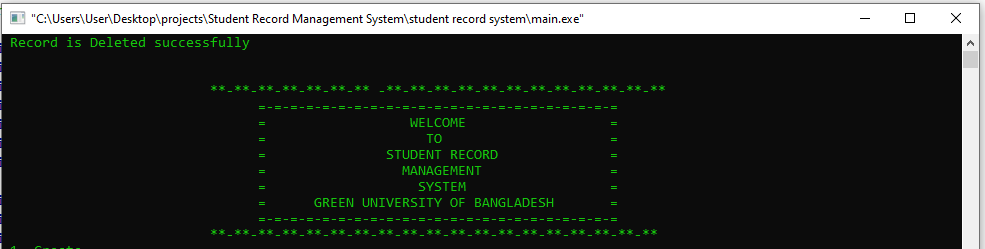 "C:\Users\User\Desktop\projects\Student Record Management System\student record system\main.exe"
Record is Deleted successfully
**-**-**-**-**-**-** -**-**-**-**-**-**-**-**-**-**-**
=-=-=-=-=-=-=-=-=-=-=-=-=-=-=-=-=-=-=-=-=-=-=
= WELCOME =
= TO =
= STUDENT RECORD =
= MANAGEMENT =
= SYSTEM =
= GREEN UNIVERSITY OF BANGLADESH =
=-=-=-=-=-=-=-=-=-=-=-=-=-=-=-=-=-=-=-=-=-=-=
**-**-**-**-**-**-**-**-**-**-**-**-**-**-**-**-**-**-**
1. Create